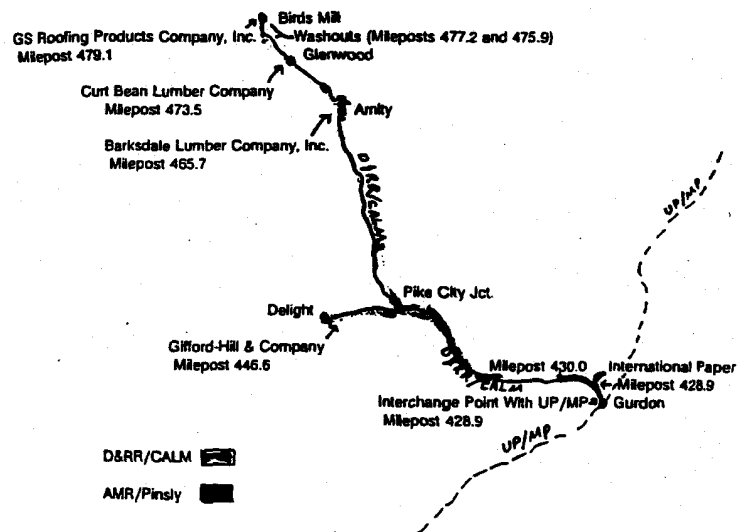 Birds Mill
GS Roofing Products Company, Inc.
Milepost 479.1
Washouts (Mileposts 477.2 and 475.9)
Glenwood
Curt Bean Lumber Company
Milepost 473.5
Amity
Barksdale Lumber Company, Inc.
Milepost 465.7
D&RR/CALM
UP/MP
Pike City Jct.
Delight
Gifford-Hill & Company
Milepost 446.6
D&RR/CALM
Milepost 430.0
International Paper
Milepost 428.9
Interchange Point With UP/MP
Milepost 428.9
Gurdon
UP/MP
D&RR/CALM
AMR/Pinsly